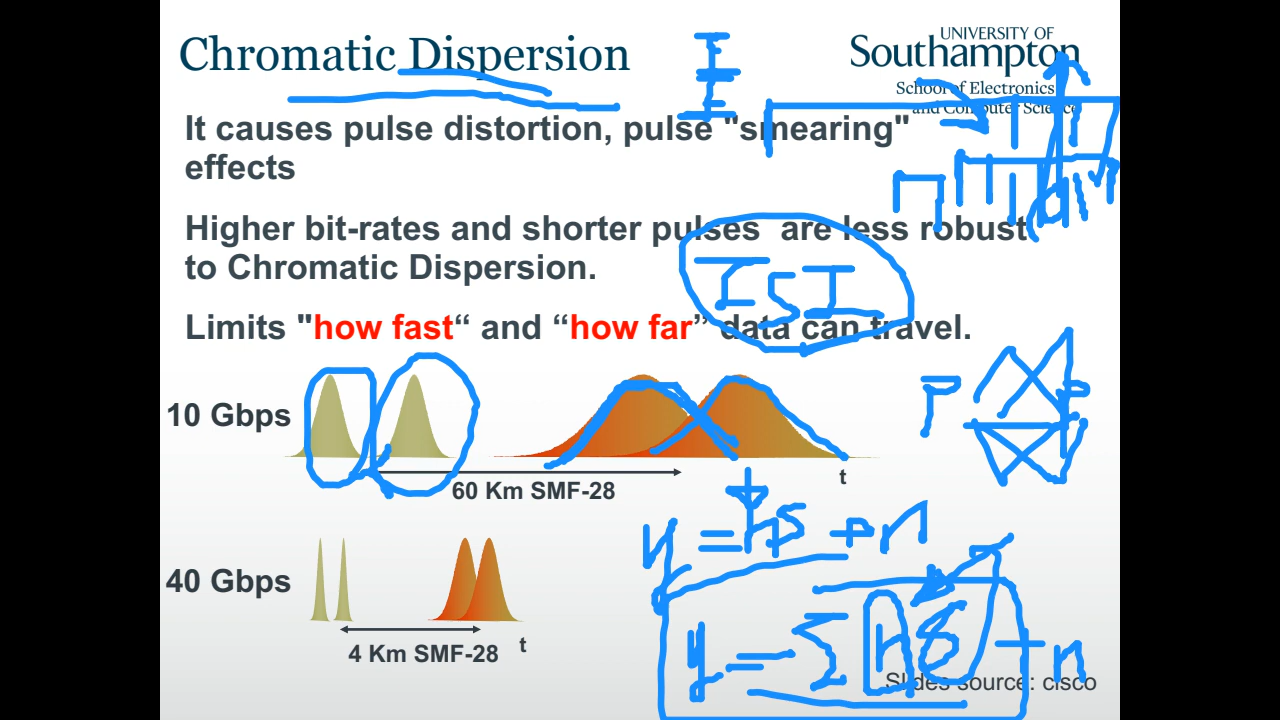 Chromatic Dispersion
UNIVERSITY OF
Southampton
School of Electronics
and Computer Science
It causes pulse distortion, pulse "smearing"
effects
Higher bit-rates and shorter pulses are less robust
to Chromatic Dispersion.
ISI
Limits "how fast“ and “how far” data can travel.
10 Gbps
60 Km SMF-28
t
y = hs + n
40 Gbps
4 Km SMF-28
t
y = Σ hs + n
Slides source: cisco